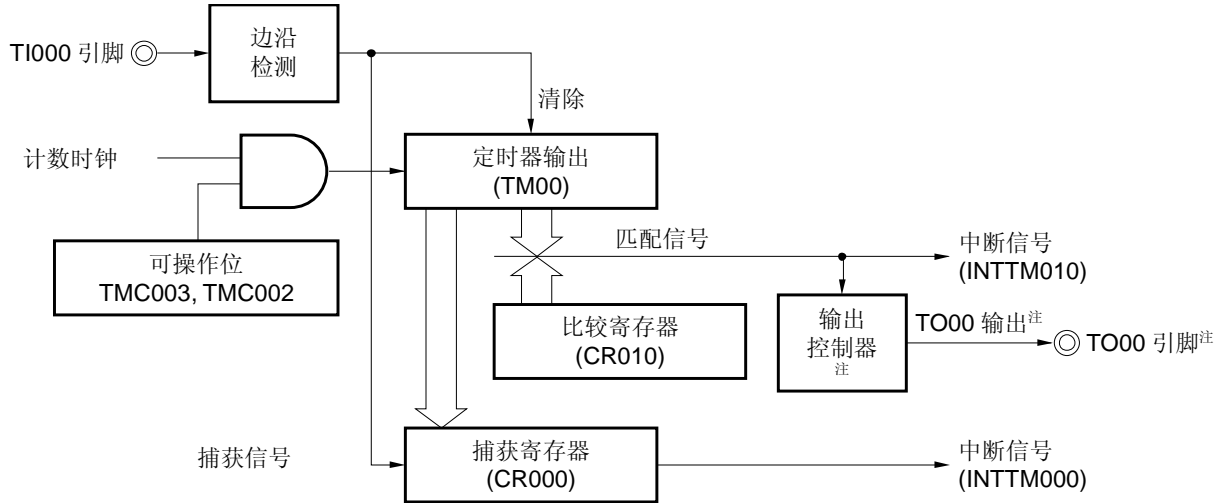 TI000 引脚
边沿
检测
清除
计数时钟
定时器输出
(TM00)
可操作位
TMC003, TMC002
匹配信号
中断信号
(INTTM010)
比较寄存器
(CR010)
输出
控制器
注
TO00 输出注
TO00 引脚注
捕获信号
捕获寄存器
(CR000)
中断信号
(INTTM000)